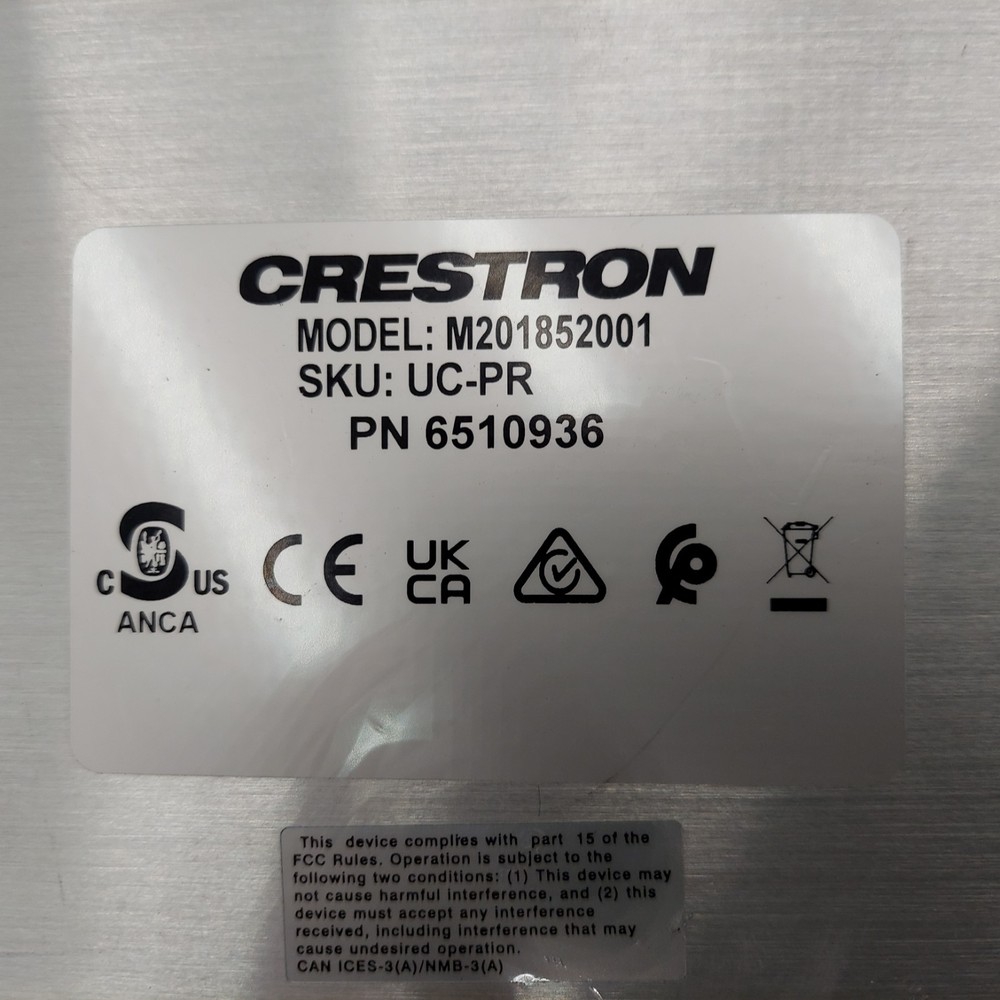 CRESTRON
MODEL: M201852001
SKU: UC-PR
PN 6510936
C S US
ANCA
CE
UK
CA
This device complies with part 15 of the
FCC Rules. Operation is subject to the
following two conditions: (1) This device may
not cause harmful interference, and (2) this
device must accept any interference
received, including interference that may
cause undesired operation.
CAN ICES-3(A)/NMB-3(A)